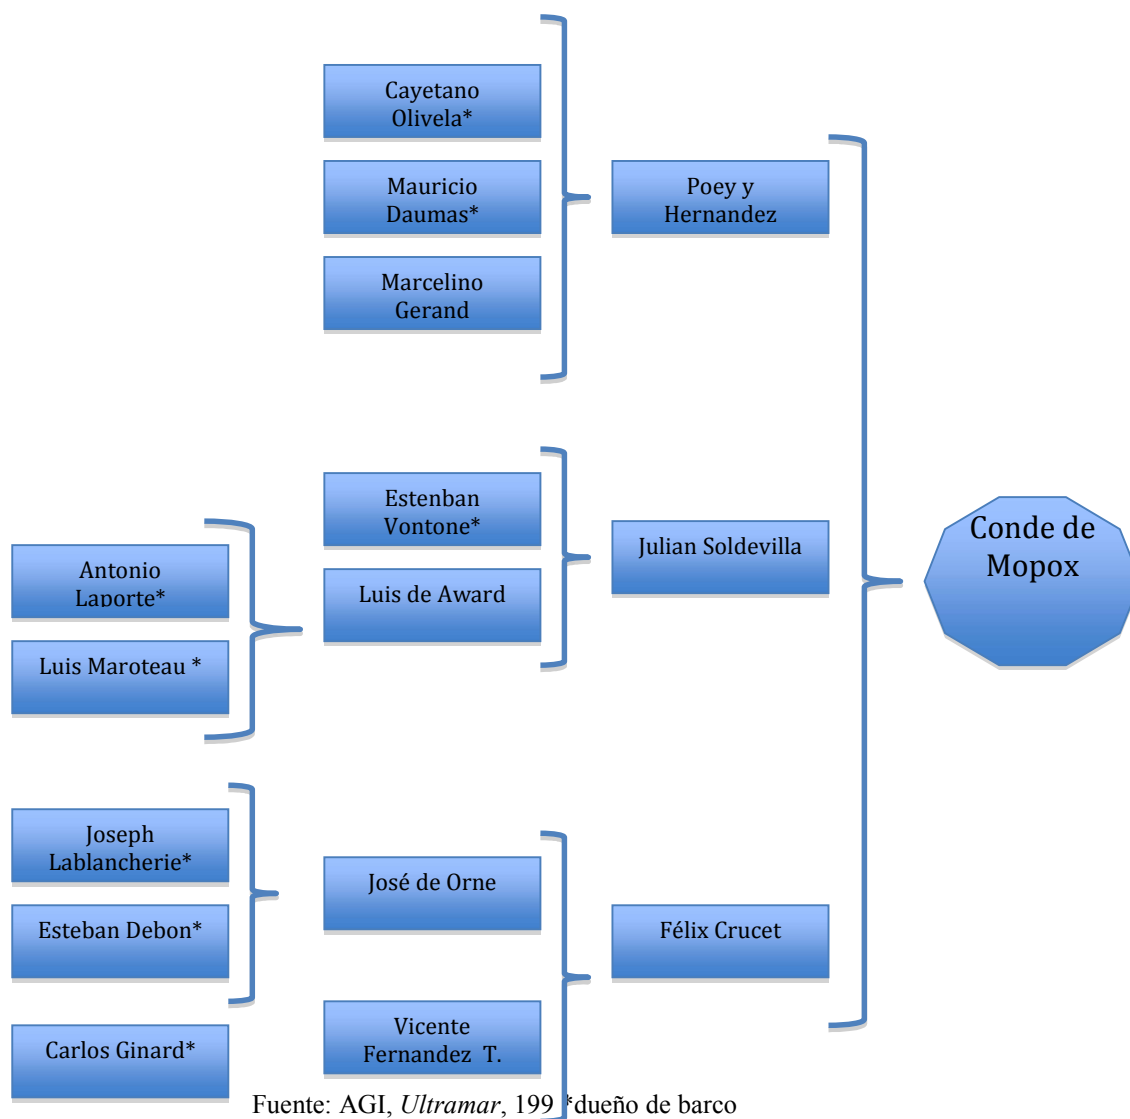 Cayetano
Olivela*
Mauricio
Daumas*
Marcelino
Gerand
Poey y
Hernandez
Estenban
Vontone*
Luis de Award
Julian Soldevilla
Antonio
Laporte*
Luis Maroteau *
Conde de
Mopox
Joseph
Lablancherie*
Esteban Debon*
Carlos Ginard*
José de Orne
Vicente
Fernandez T.
Félix Crucet
Fuente: AGI, Ultramar, 199 *dueño de barco